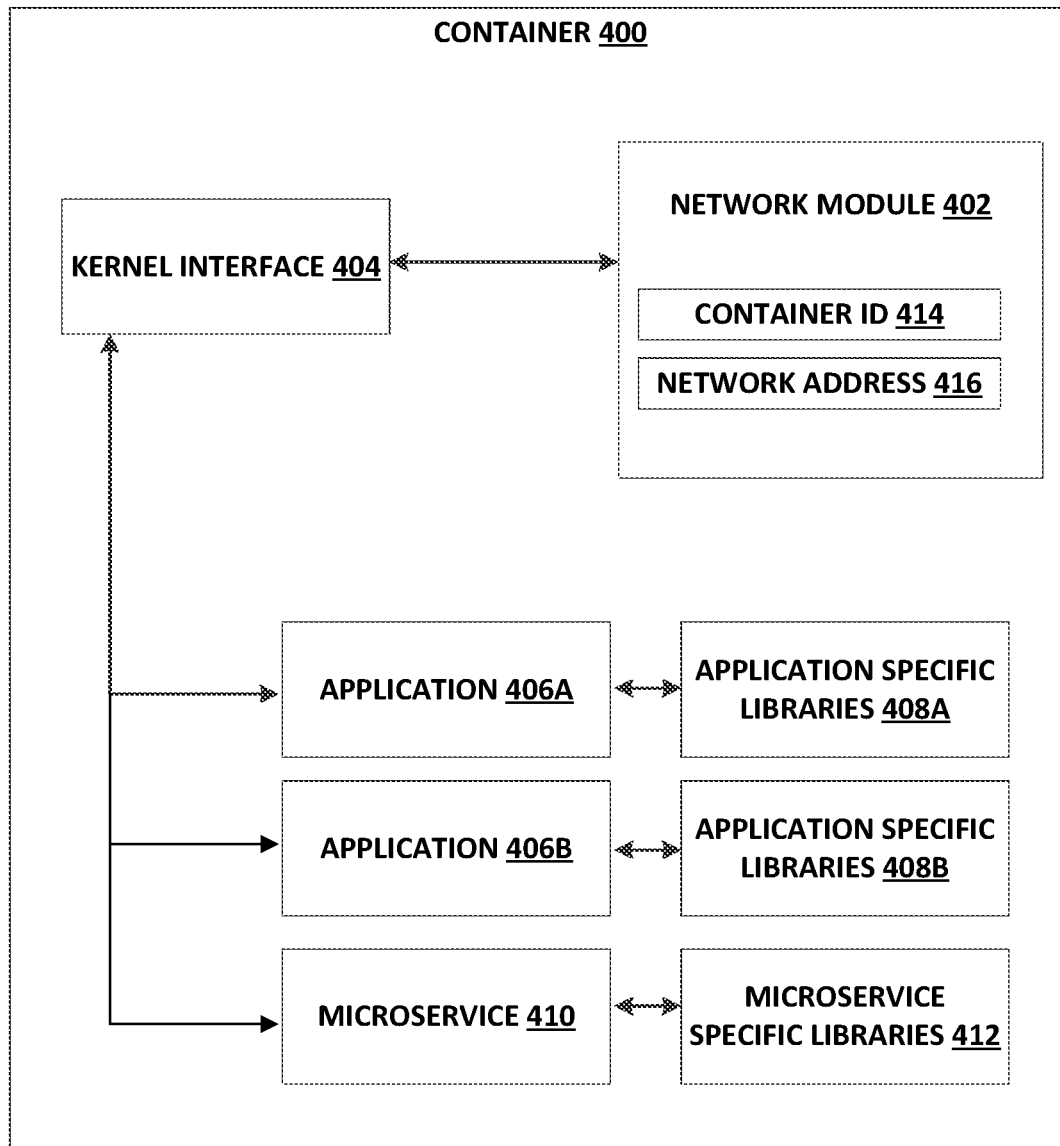 CONTAINER 400
NETWORK MODULE 402
KERNEL INTERFACE 404
CONTAINER ID 414
NETWORK ADDRESS 416
APPLICATION 406A
APPLICATION SPECIFIC
LIBRARIES 408A
APPLICATION 406B
APPLICATION SPECIFIC
LIBRARIES 408B
MICROSERVICE 410
MICROSERVICE
SPECIFIC LIBRARIES 412